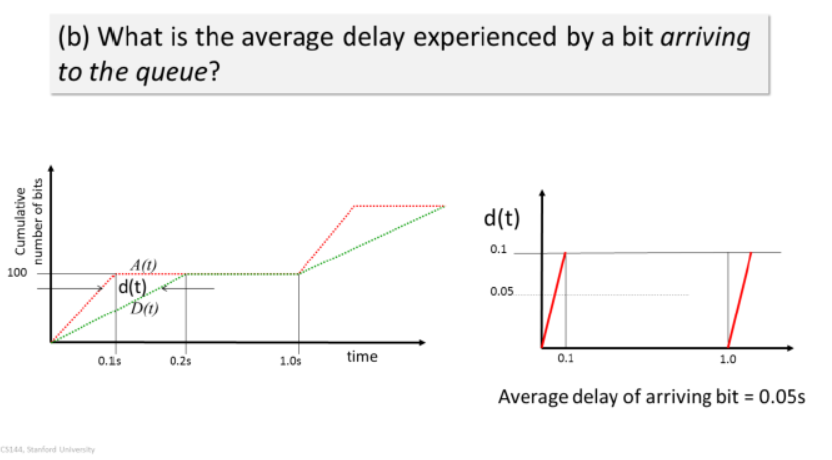 (b) What is the average delay experienced by a bit arriving
to the queue?
Cumulative
number of bits
100
A(t)
d(t)
D(t)
0.1s
0.2s
1.0s
time
d(t)
0.1
0.05
0.1
1.0
Average delay of arriving bit = 0.05s
CS144, Stanford University